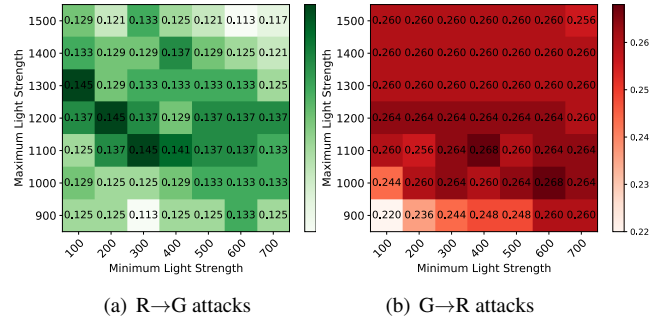 1500 0.129 0.121 0.133 0.125 0.121 0.113 0.117
1400 0.133 0.129 0.129 0.137 0.129 0.125 0.121
1300 0.145 0.129 0.133 0.133 0.133 0.133 0.125
1200 0.137 0.145 0.137 0.129 0.137 0.137 0.133
1100 0.125 0.137 0.145 0.141 0.137 0.137 0.133
1000 0.129 0.125 0.125 0.129 0.133 0.133 0.133
900 0.125 0.125 0.113 0.125 0.125 0.133 0.125
100 200 300 400 500 600 700
Maximum Light Strength
Minimum Light Strength
(a) R→G attacks
0.260 0.260 0.260 0.260 0.260 0.260 0.256
0.260 0.260 0.260 0.260 0.260 0.260 0.260
0.260 0.260 0.260 0.260 0.260 0.260 0.260
0.264 0.264 0.264 0.264 0.264 0.264 0.260
0.260 0.256 0.264 0.268 0.260 0.264 0.264
0.244 0.260 0.264 0.260 0.264 0.268 0.264
0.220 0.236 0.244 0.248 0.248 0.260 0.260
100 200 300 400 500 600 700
Maximum Light Strength
Minimum Light Strength
0.26
0.25
0.24
0.23
0.22
(b) G→R attacks